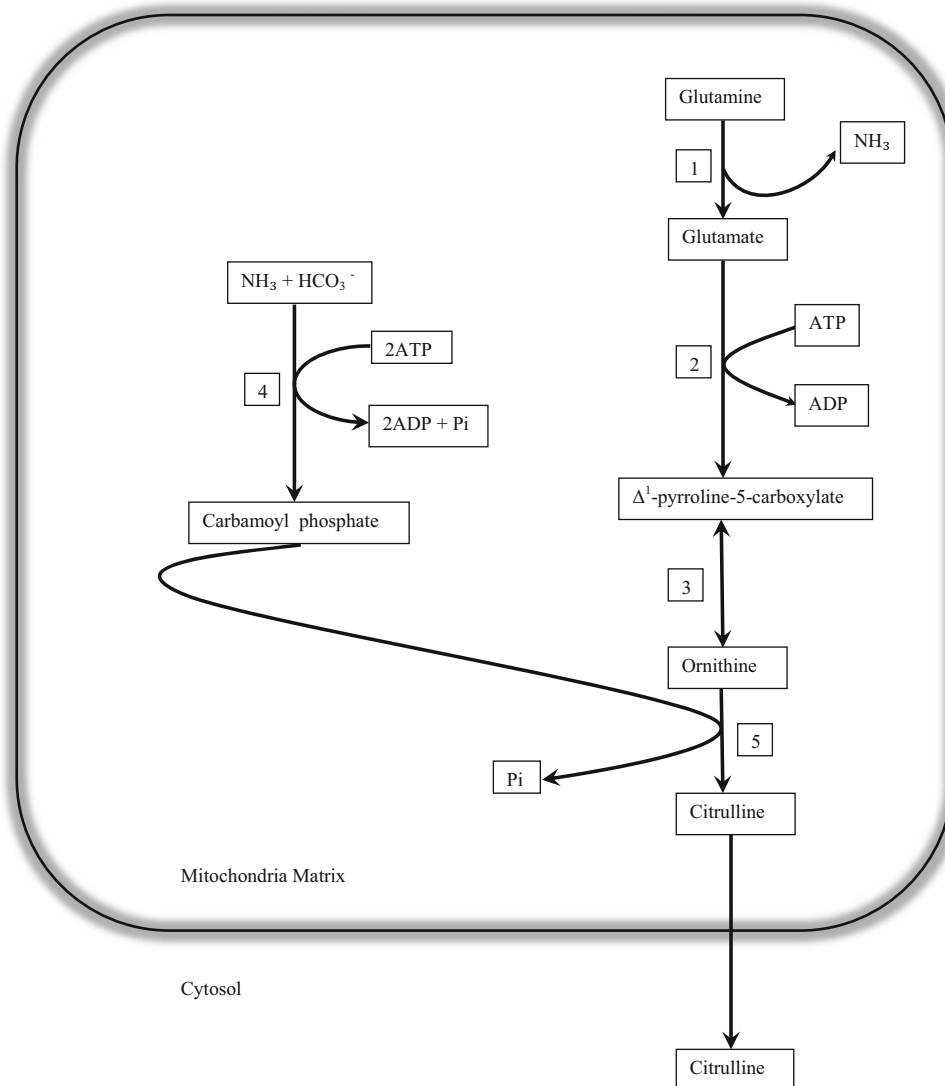 Glutamine
NH₃
1
Glutamate
NH₃ + HCO₃⁻
ATP
2ATP
2
4
ADP
2ADP + Pi
Δ¹-pyrroline-5-carboxylate
Carbamoyl phosphate
3
Ornithine
5
Pi
Citrulline
Mitochondria Matrix
Cytosol
Citrulline